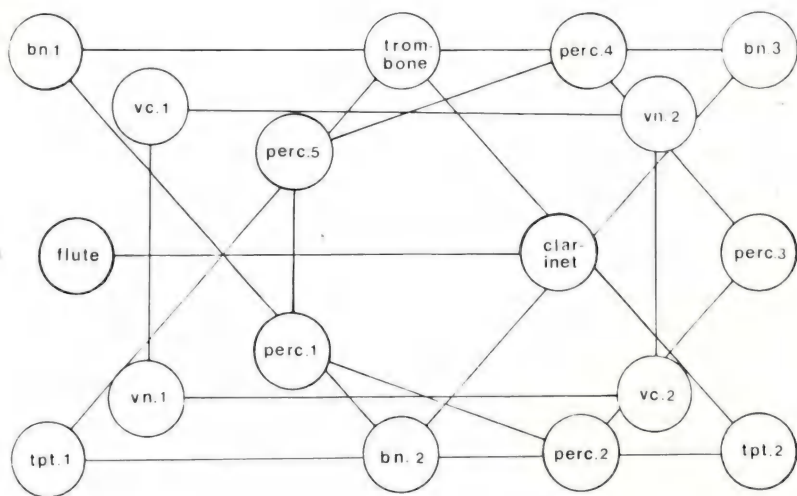 bn.1
trom-
bone
perc.4
bn.3
vc.1
vn.2
perc.5
flute
clar-
inet
perc.3
perc.1
vn.1
vc.2
tpt.1
bn.2
perc.2
tpt.2